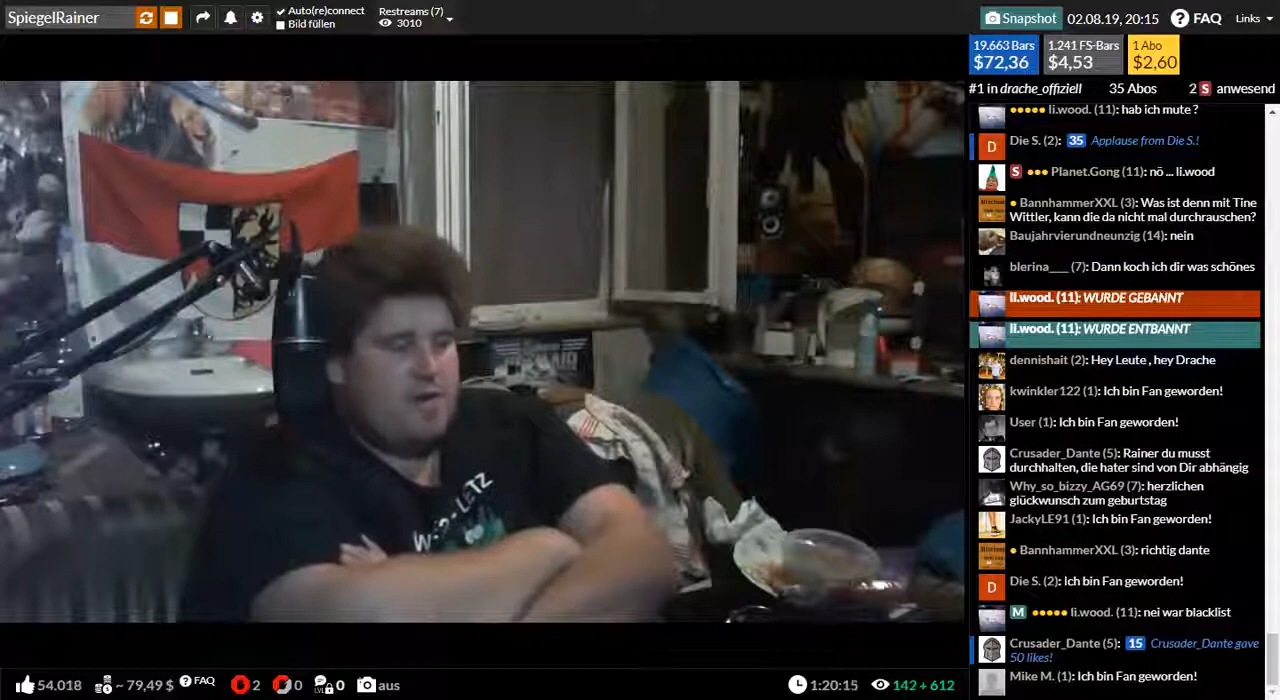 SpiegelRainer
Auto(re)connect
Bild füllen
Restreams (7)
3010
Snapshot
02.08.19, 20:15
? FAQ
Links
19.663 Bars
$72,36
1.241 FS-Bars
$4,53
1 Abo
$2,60
#1 in drache_offiziell
35 Abos
2 S anwesend
li.wood. (11): hab ich mute ?
D
Die S. (2): 35 Applause from Die S.!
S Planet.Gong (11): nö ... li.wood
BannhammerXXL (3): Was ist denn mit Tine
Wittler, kann die da nicht mal durchrauschen?
Baujahrvierundneunzig (14): nein
blerina___ (7): Dann koch ich dir was schönes
li.wood. (11): WURDE GEBANNT
li.wood. (11): WURDE ENTBANNT
dennishait (2): Hey Leute , hey Drache
kwinkler122 (1): Ich bin Fan geworden!
User (1): Ich bin Fan geworden!
Crusader_Dante (5): Rainer du musst
durchhalten, die hater sind von Dir abhängig
Why_so_bizzy_AG69 (7): herzlichen
glückwunsch zum geburtstag
JackyLE91 (1): Ich bin Fan geworden!
BannhammerXXL (3): richtig dante
D
Die S. (2): Ich bin Fan geworden!
M li.wood. (11): nei war blacklist
Crusader_Dante (5): 15 Crusader_Dante gave
50 likes!
Mike M. (1): Ich bin Fan geworden!
54.018
~ 79,49 $
? FAQ
2
0
0
aus
1:20:15
142 + 612